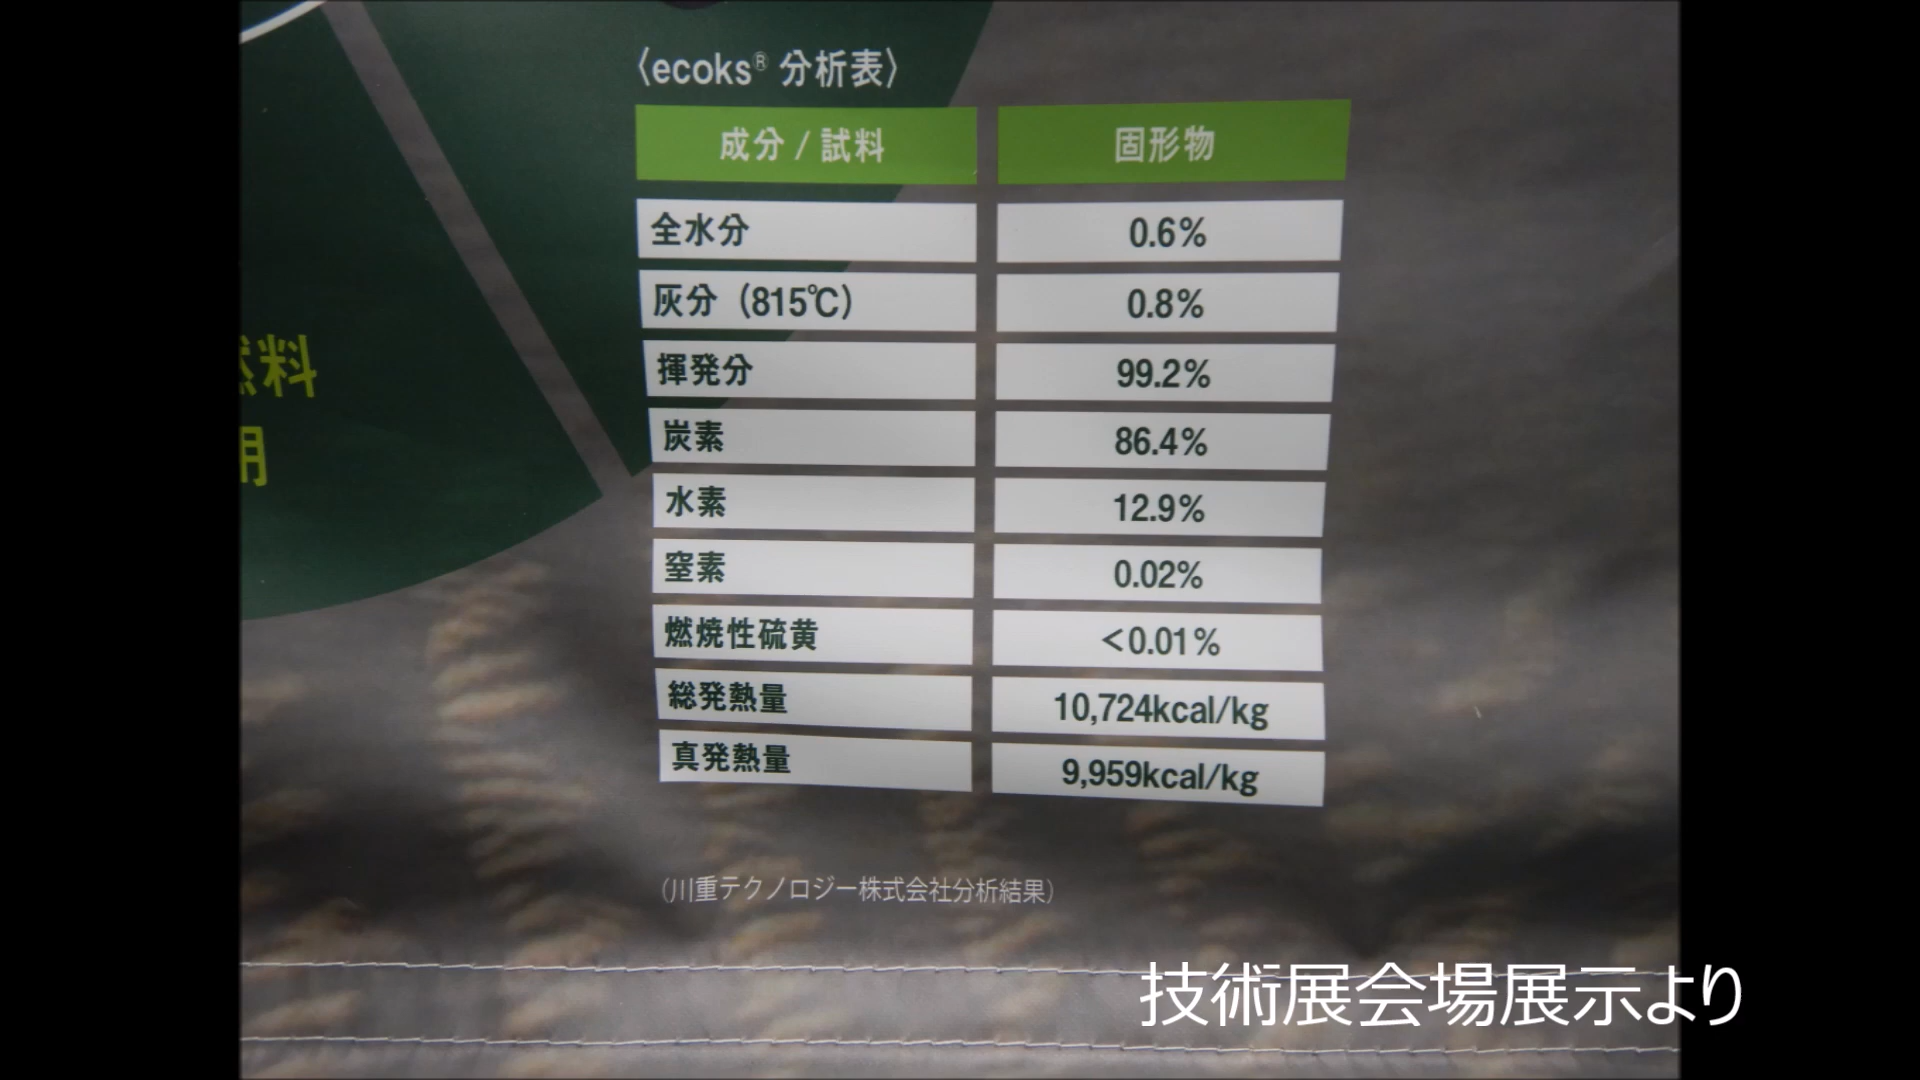 〈ecoks® 分析表〉
成分 / 試料 固形物
全水分 0.6%
灰分（815℃） 0.8%
揮発分 99.2%
炭素 86.4%
水素 12.9%
窒素 0.02%
燃焼性硫黄 <0.01%
総発熱量 10,724kcal/kg
真発熱量 9,959kcal/kg
燃料
用
（川重テクノロジー株式会社分析結果）
技術展会場展示より